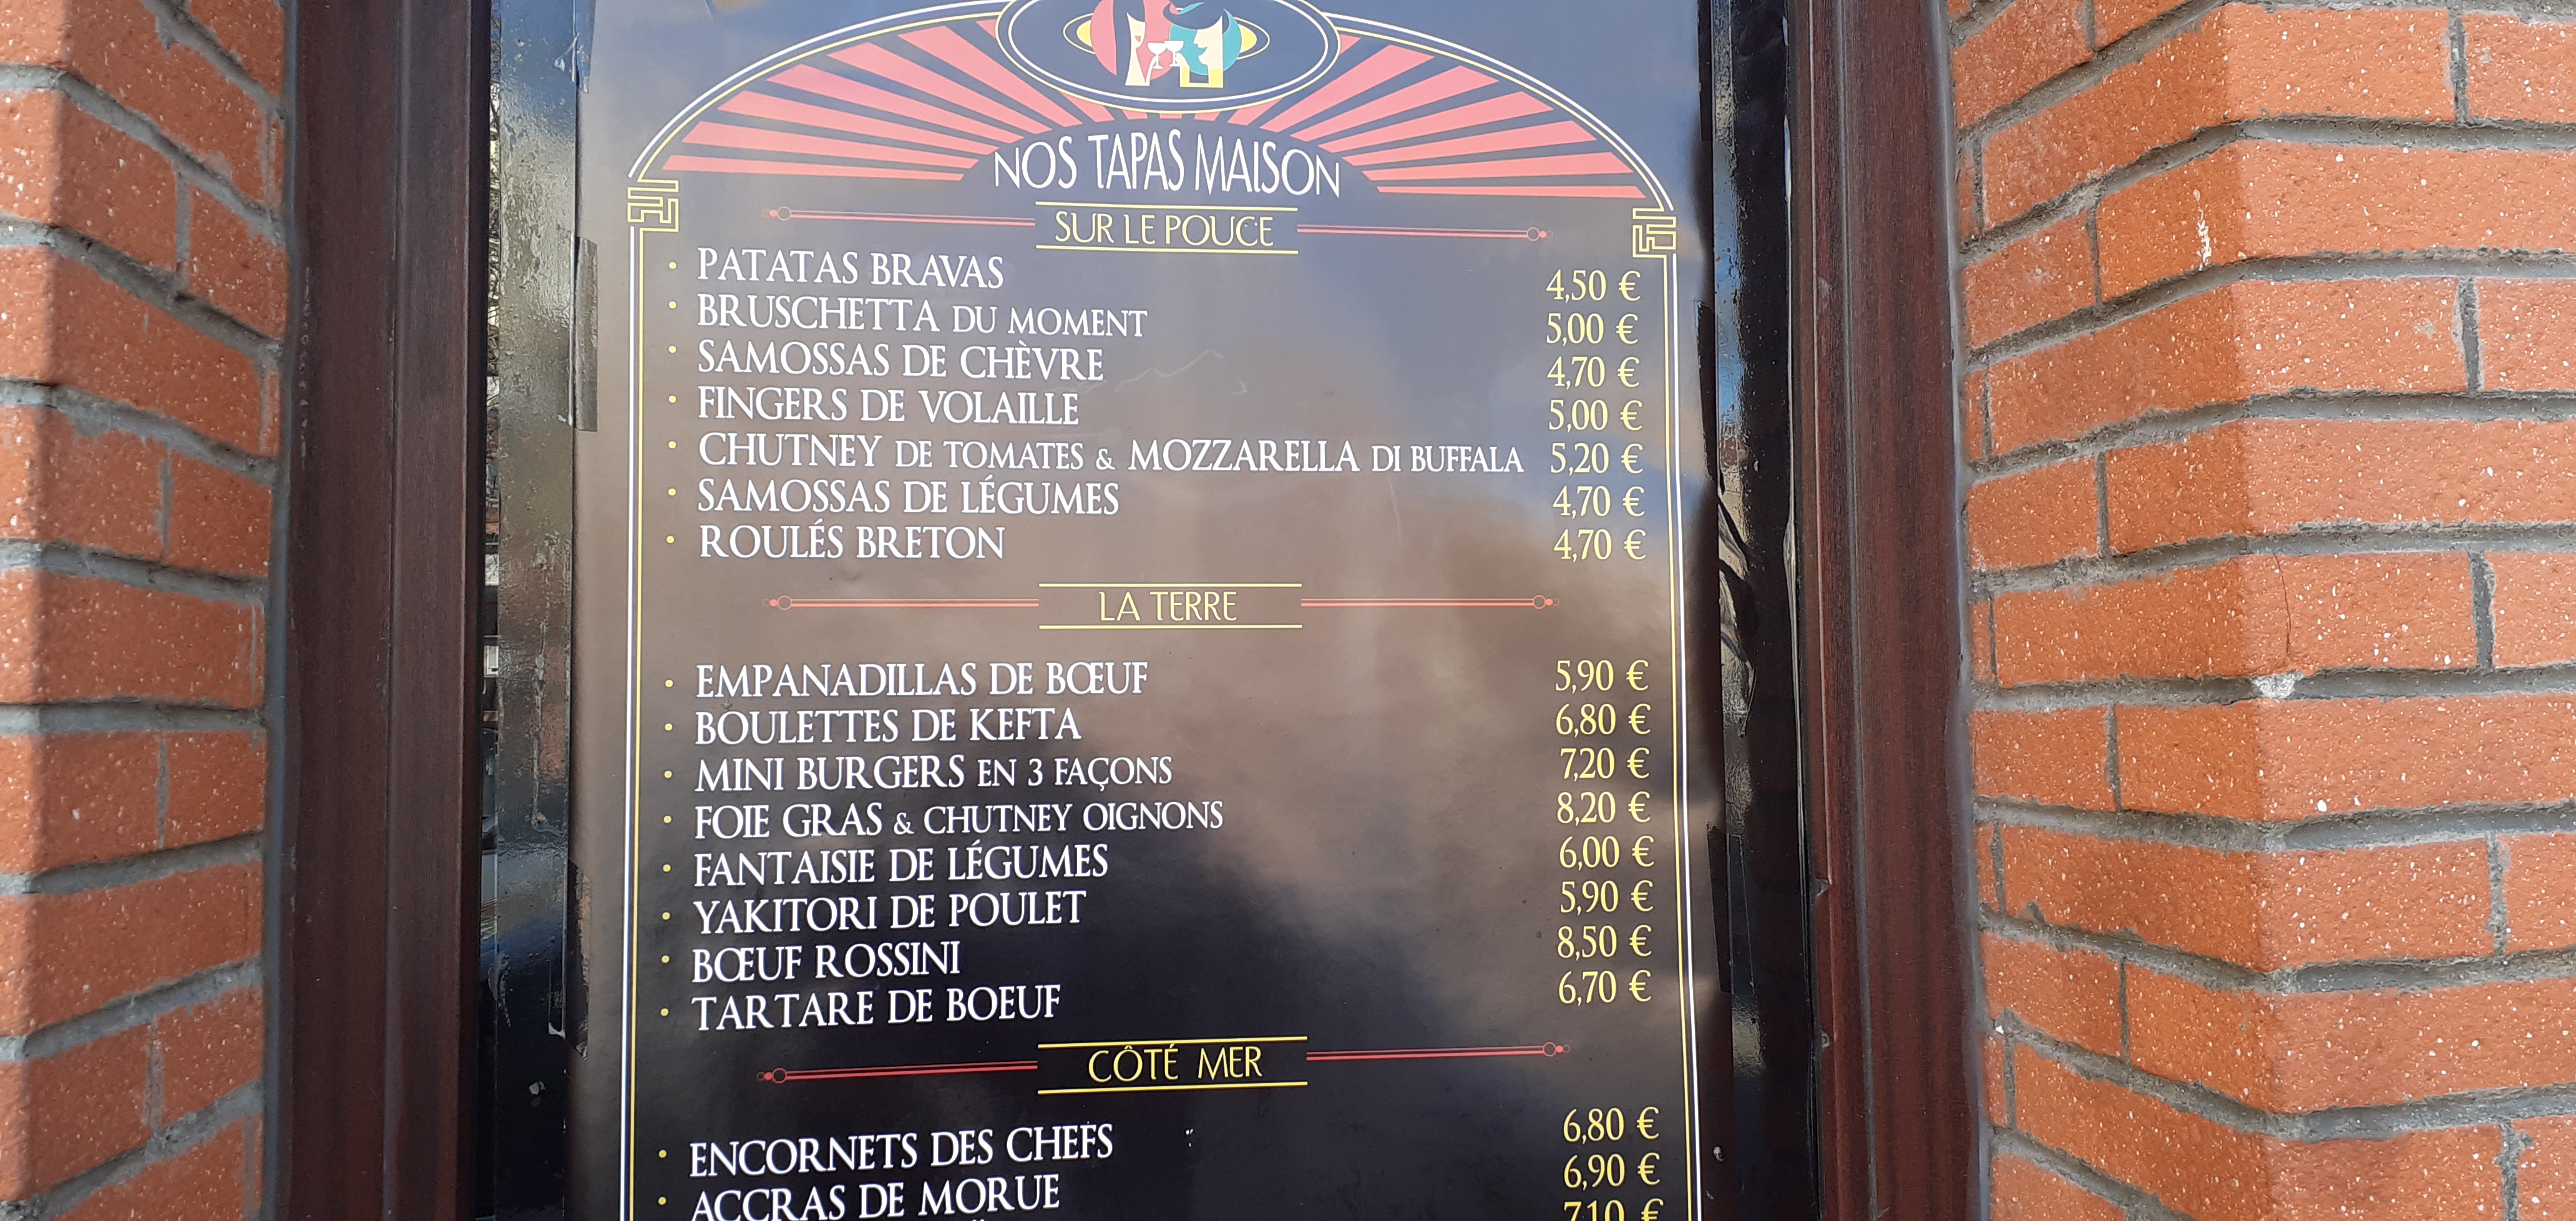 NOS TAPAS MAISON
SUR LE POUCE
• PATATAS BRAVAS 4,50 €
• BRUSCHETTA DU MOMENT 5,00 €
• SAMOSSAS DE CHÈVRE 4,70 €
• FINGERS DE VOLAILLE 5,00 €
• CHUTNEY DE TOMATES & MOZZARELLA DI BUFFALA 5,20 €
• SAMOSSAS DE LÉGUMES 4,70 €
• ROULÉS BRETON 4,70 €
LA TERRE
• EMPANADILLAS DE BŒUF 5,90 €
• BOULETTES DE KEFTA 6,80 €
• MINI BURGERS EN 3 FAÇONS 7,20 €
• FOIE GRAS & CHUTNEY OIGNONS 8,20 €
• FANTAISIE DE LÉGUMES 6,00 €
• YAKITORI DE POULET 5,90 €
• BŒUF ROSSINI 8,50 €
• TARTARE DE BOEUF 6,70 €
CÔTÉ MER
• ENCORNETS DES CHEFS 6,80 €
• ACCRAS DE MORUE 6,90 €
7,10 €